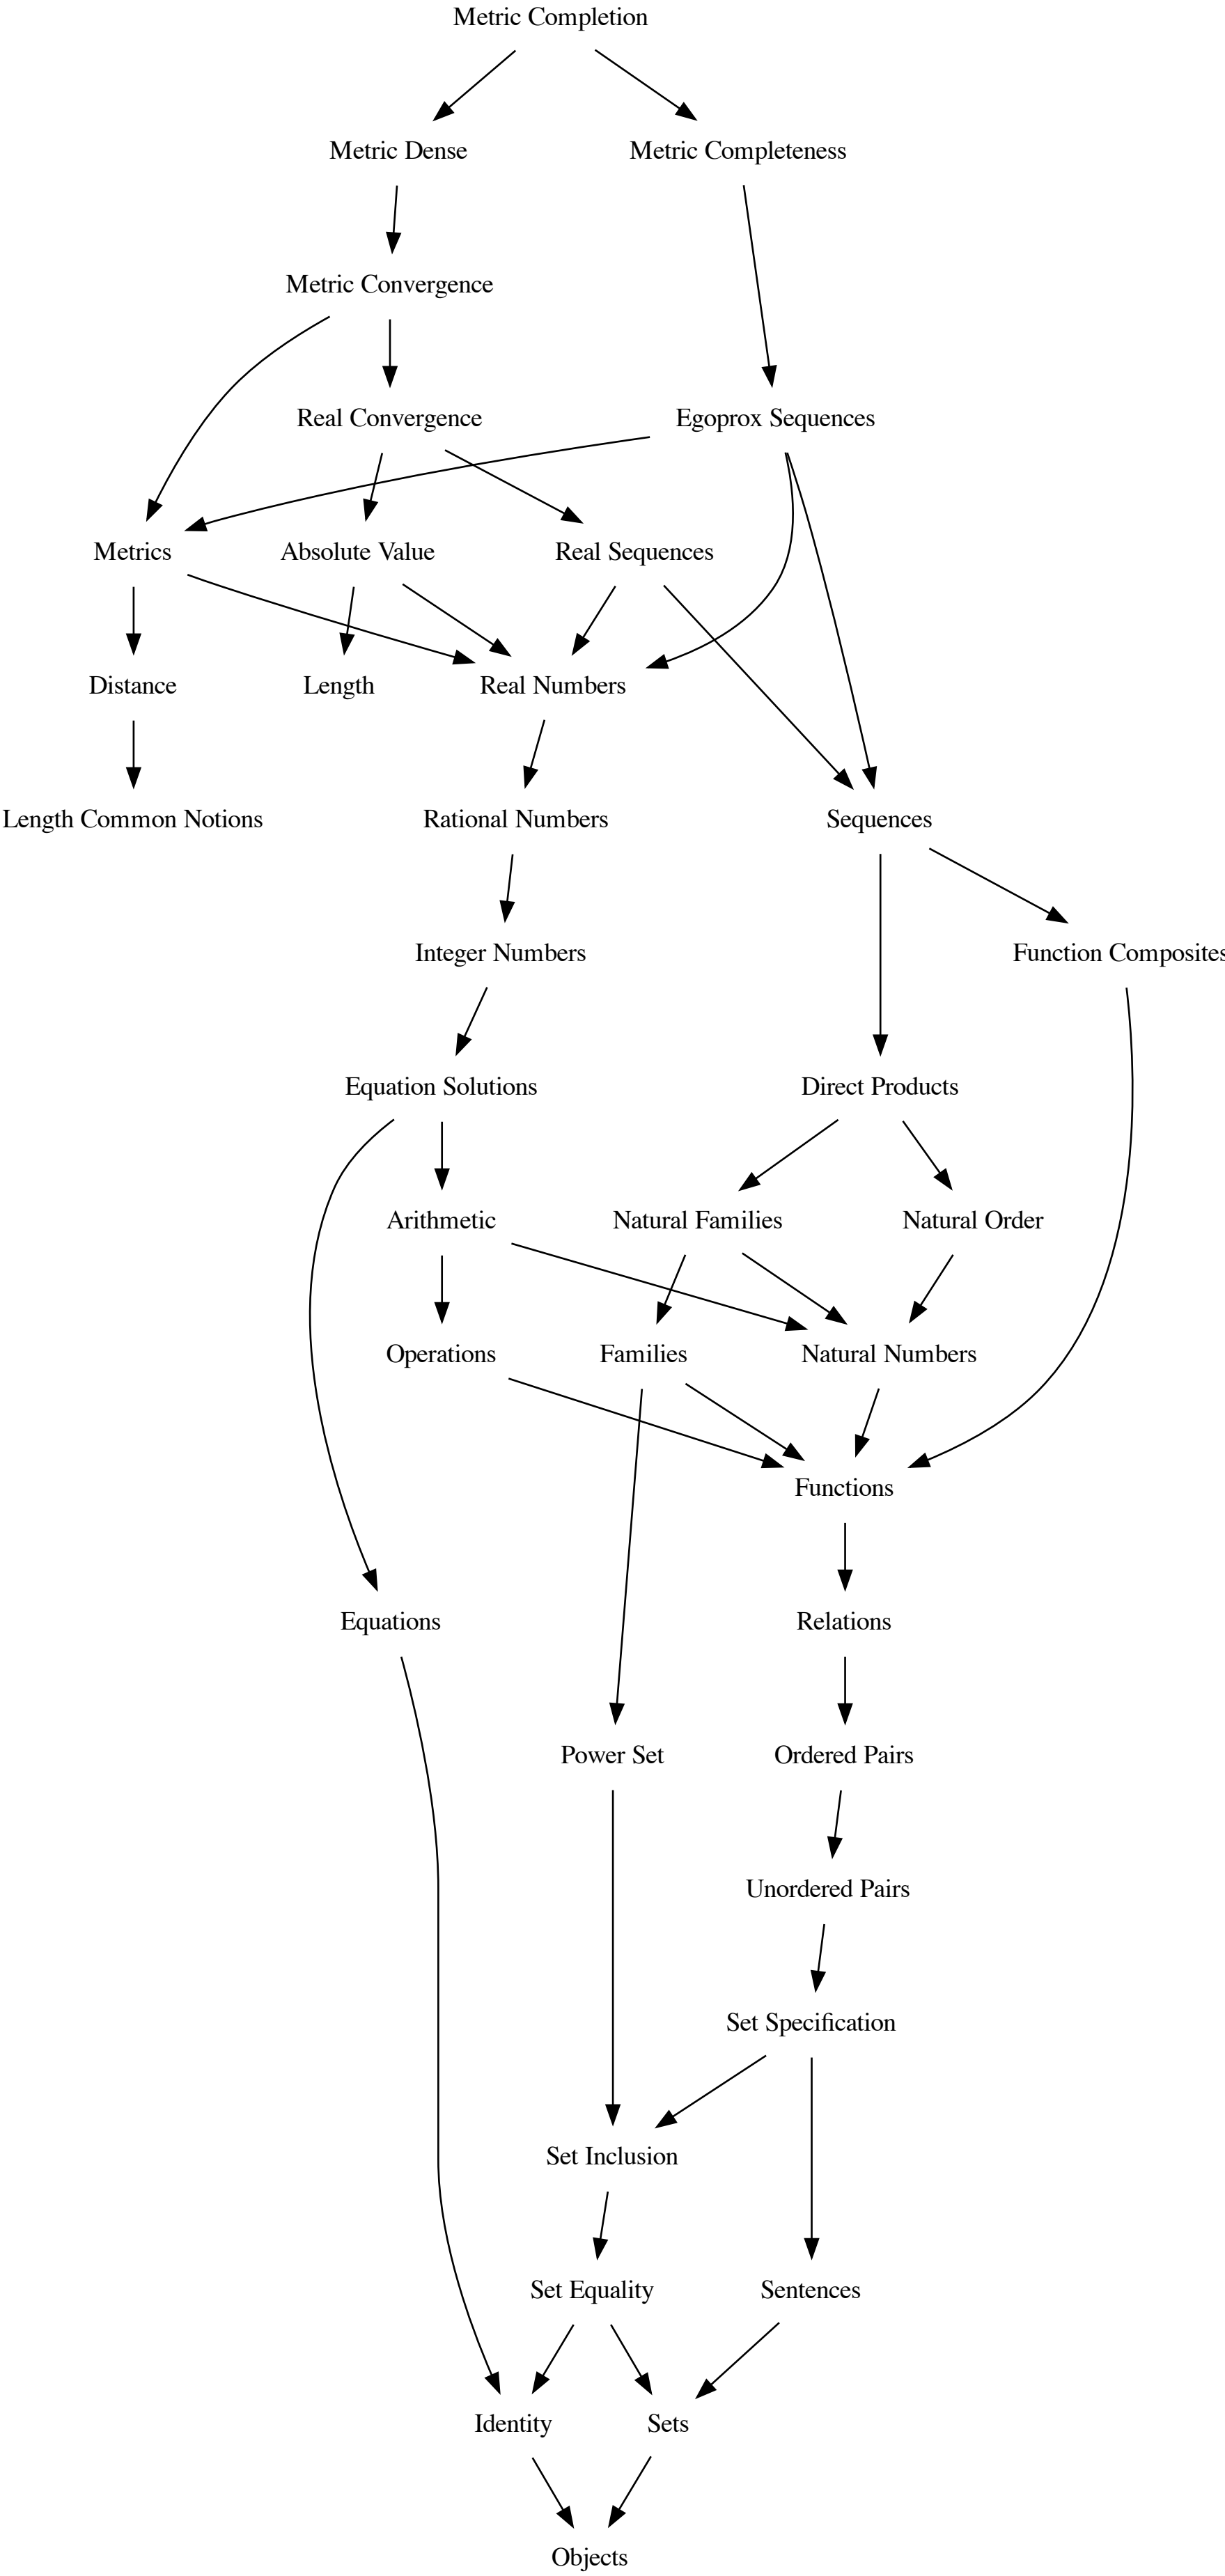 Metric Completion
Metric Dense
Metric Completeness
Metric Convergence
Real Convergence
Egoprox Sequences
Metrics
Absolute Value
Real Sequences
Distance
Length
Real Numbers
Length Common Notions
Rational Numbers
Sequences
Integer Numbers
Function Composites
Equation Solutions
Direct Products
Arithmetic
Natural Families
Natural Order
Operations
Families
Natural Numbers
Functions
Equations
Relations
Power Set
Ordered Pairs
Unordered Pairs
Set Specification
Set Inclusion
Set Equality
Sentences
Identity
Sets
Objects